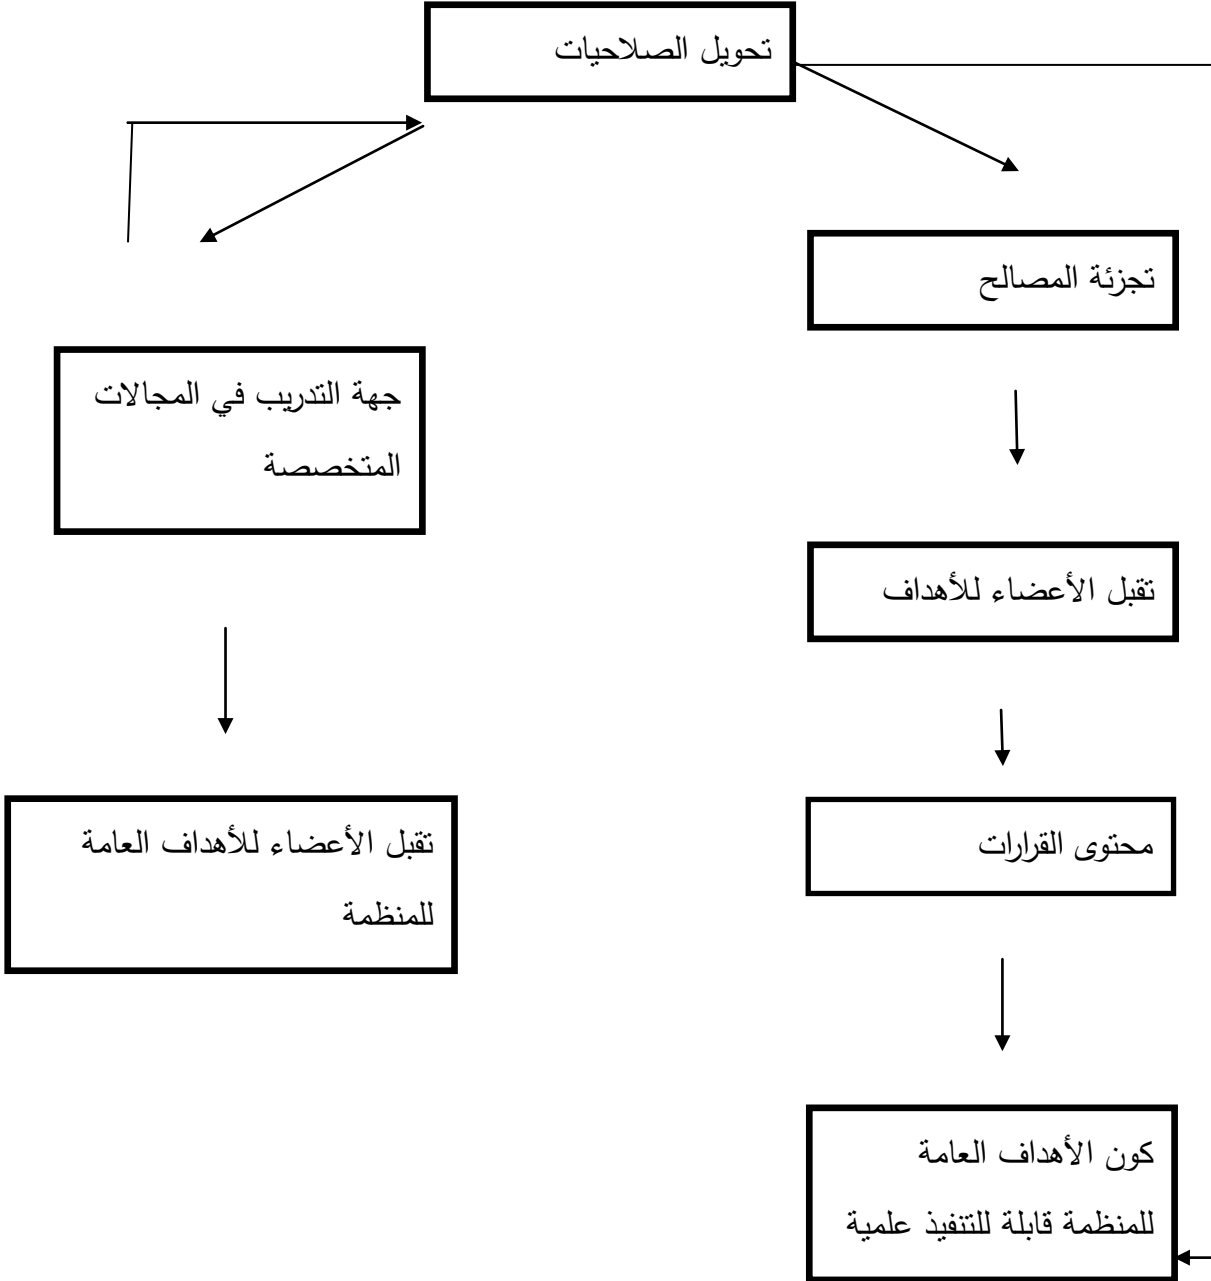 تحويل الصلاحيات
تجزئة المصالح
جهة التدريب في المجالات
المتخصصة
تقبل الأعضاء للأهداف
تقبل الأعضاء للأهداف العامة
للمنظمة
محتوى القرارات
كون الأهداف العامة
للمنظمة قابلة للتنفيذ علمية